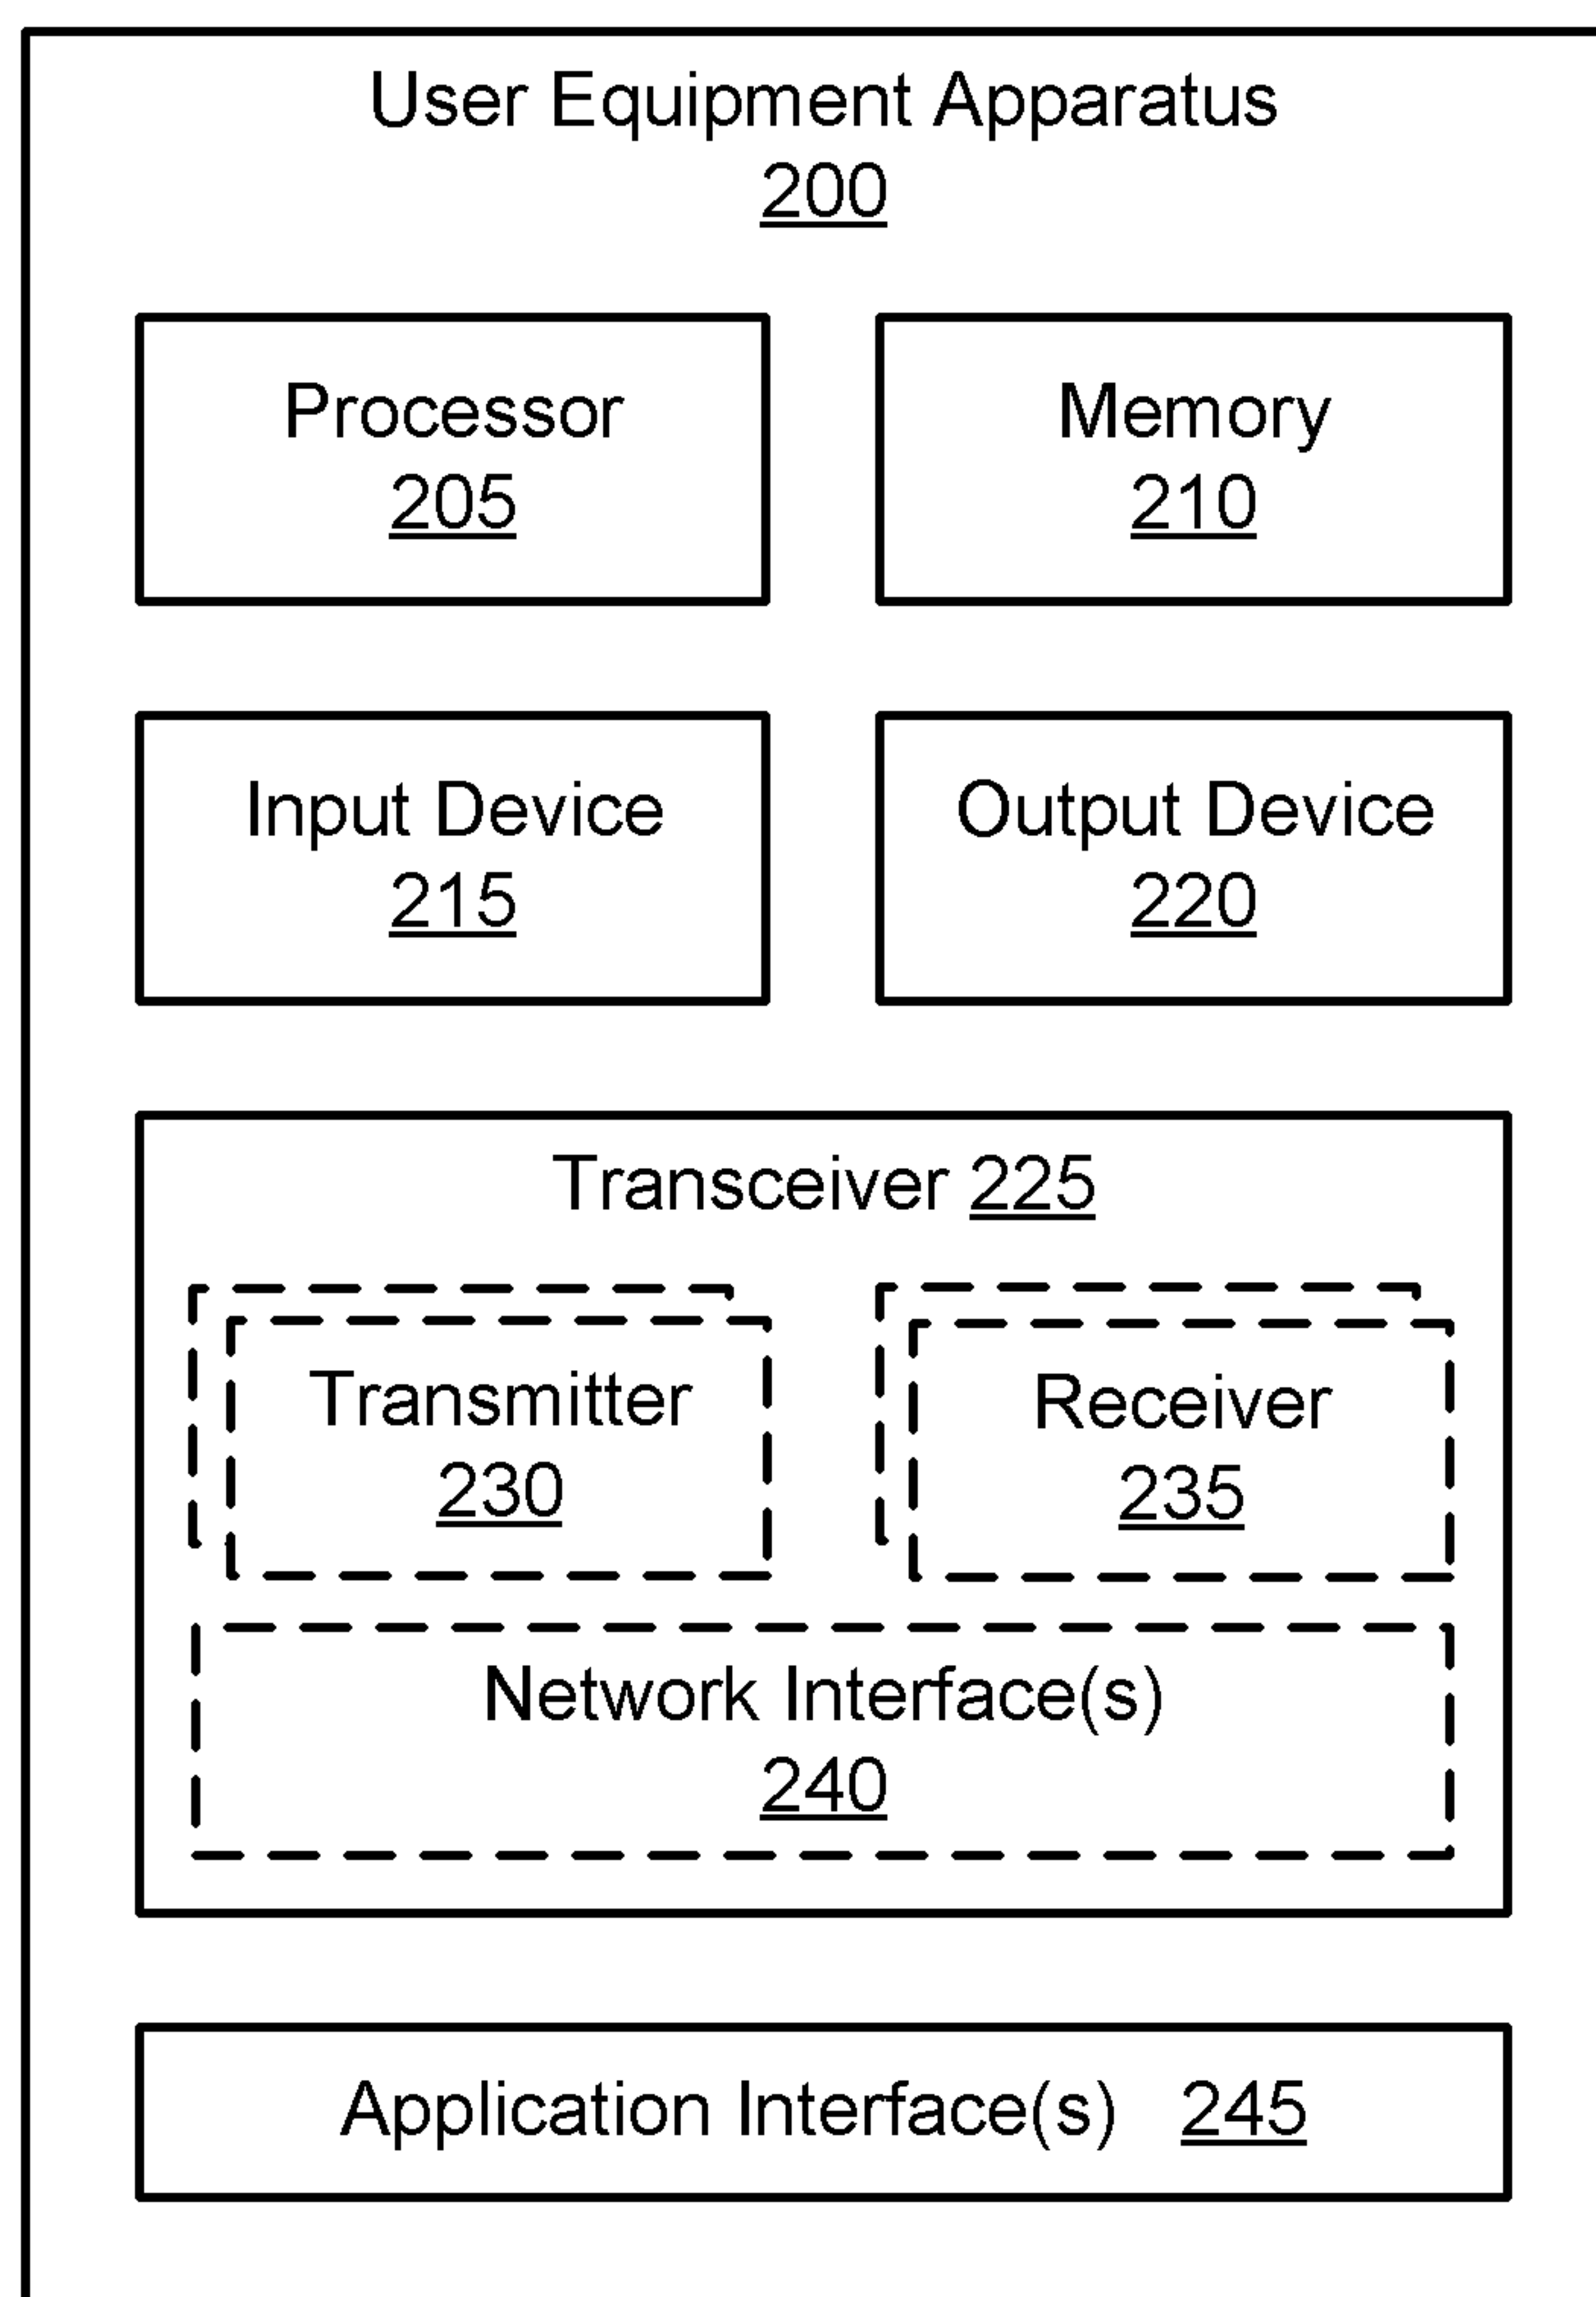 User Equipment Apparatus
200
Processor
205
Memory
210
Input Device
215
Output Device
220
Transceiver 225
Transmitter
230
Receiver
235
Network Interface(s)
240
Application Interface(s) 245